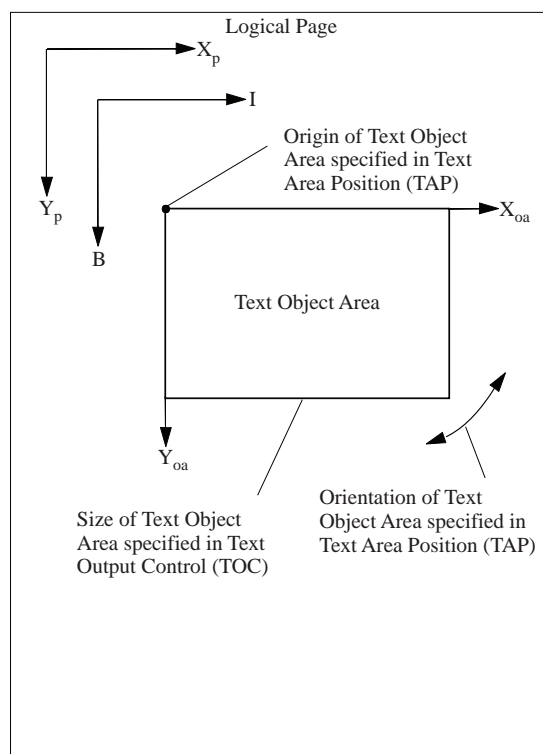 Logical Page
Xp
I
Origin of Text Object
Area specified in Text
Area Position (TAP)
Yp
Xoa
B
Text Object Area
Yoa
Size of Text Object
Area specified in Text
Output Control (TOC)
Orientation of Text
Object Area specified in
Text Area Position (TAP)